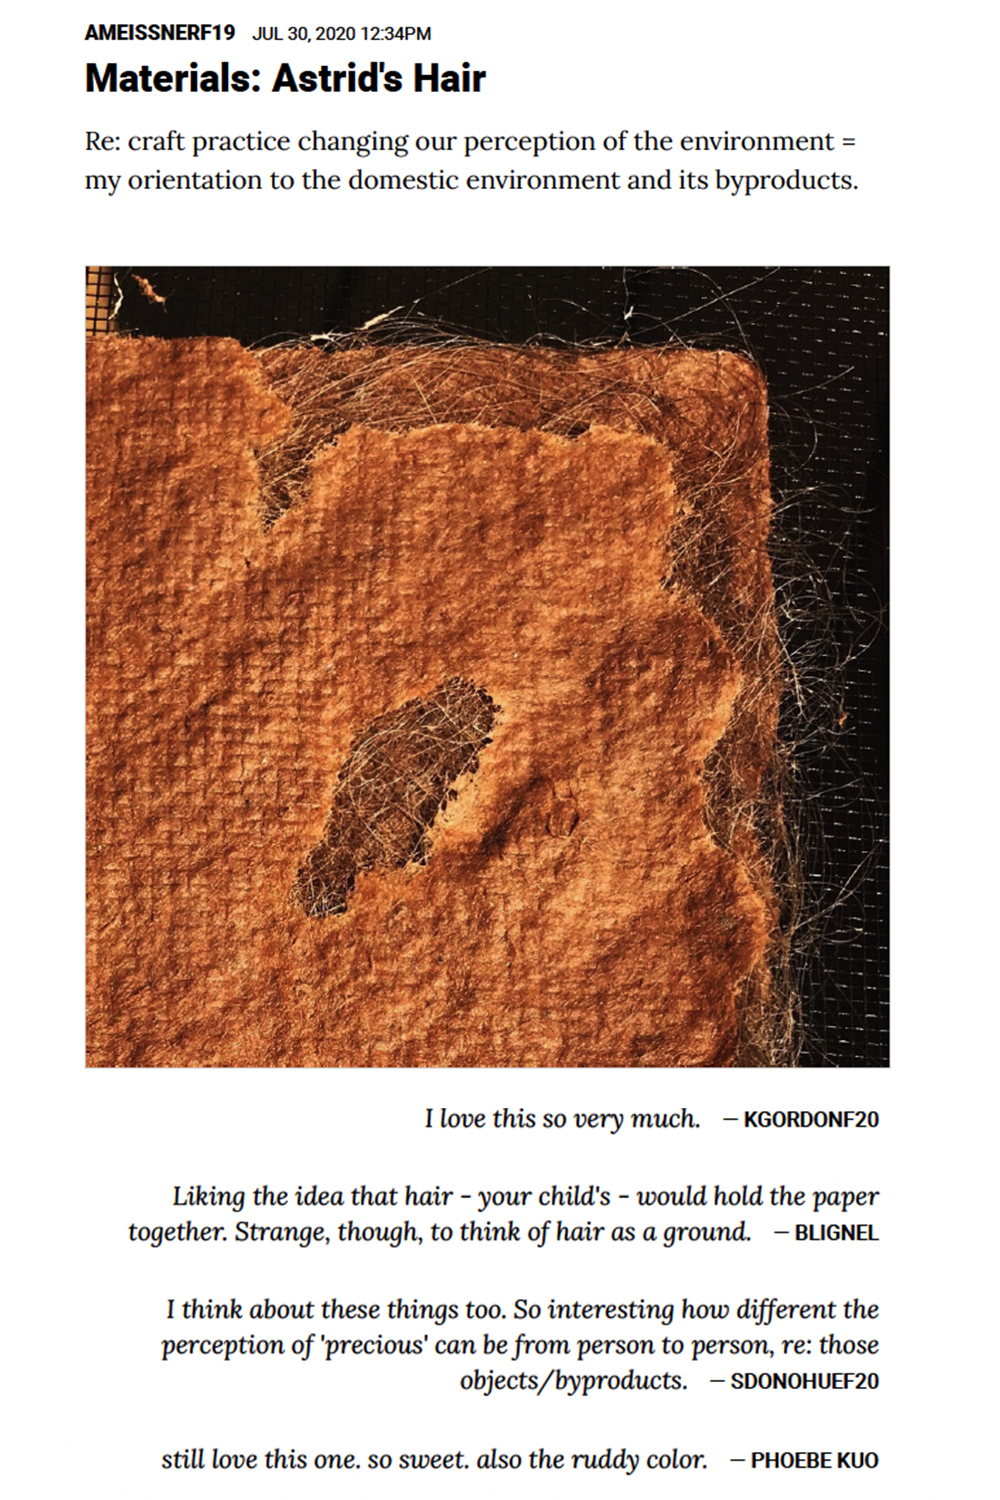 AMEISSNERF19 JUL 30, 2020 12:34PM
Materials: Astrid's Hair
Re: craft practice changing our perception of the environment =
my orientation to the domestic environment and its byproducts.
I love this so very much. — KGORDONF20
Liking the idea that hair - your child's - would hold the paper
together. Strange, though, to think of hair as a ground. — BLIGNEL
I think about these things too. So interesting how different the
perception of 'precious' can be from person to person, re: those
objects/byproducts. — SDONOHUEF20
still love this one. so sweet. also the ruddy color. — PHOEBE KUO